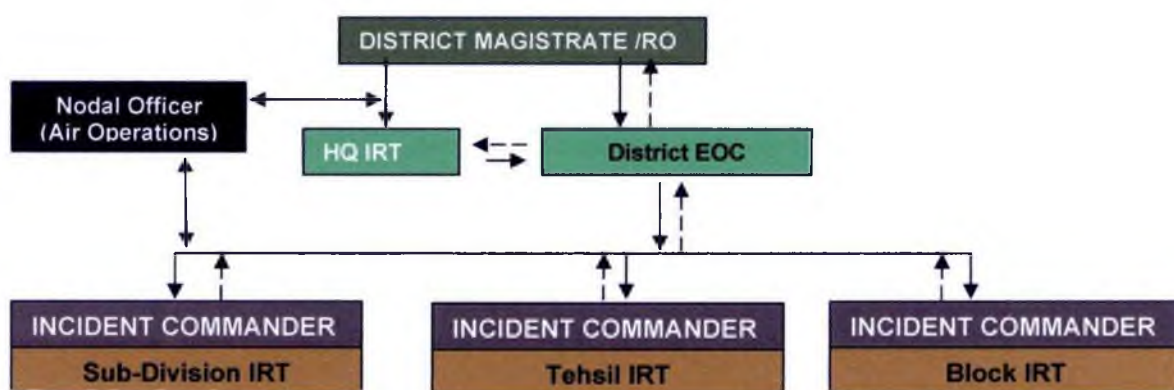 DISTRICT MAGISTRATE /RO
Nodal Officer
(Air Operations)
HQ IRT
District EOC
INCIDENT COMMANDER
Sub-Division IRT
INCIDENT COMMANDER
Tehsil IRT
INCIDENT COMMANDER
Block IRT